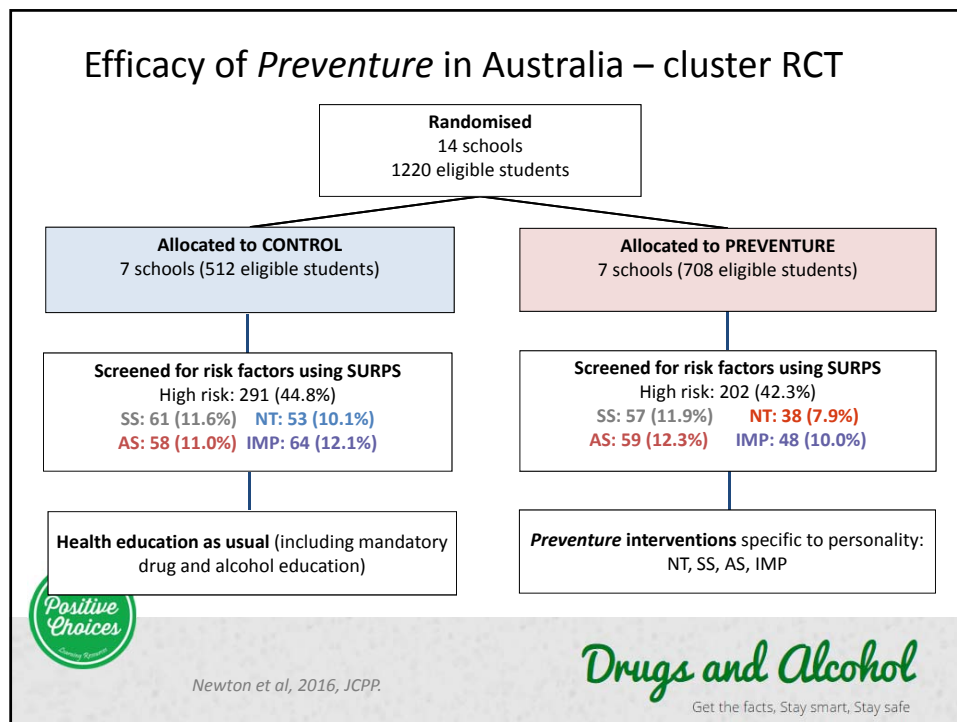 Efficacy of Preventure in Australia – cluster RCT
Randomised
14 schools
1220 eligible students
Allocated to CONTROL
7 schools (512 eligible students)
Allocated to PREVENTURE
7 schools (708 eligible students)
Screened for risk factors using SURPS
High risk: 291 (44.8%)
SS: 61 (11.6%) NT: 53 (10.1%)
AS: 58 (11.0%) IMP: 64 (12.1%)
Screened for risk factors using SURPS
High risk: 202 (42.3%)
SS: 57 (11.9%) NT: 38 (7.9%)
AS: 59 (12.3%) IMP: 48 (10.0%)
Health education as usual (including mandatory
drug and alcohol education)
Preventure interventions specific to personality:
NT, SS, AS, IMP
Positive
Choices
Learning Resources
Newton et al, 2016, JCPP.
Drugs and Alcohol
Get the facts, Stay smart, Stay safe